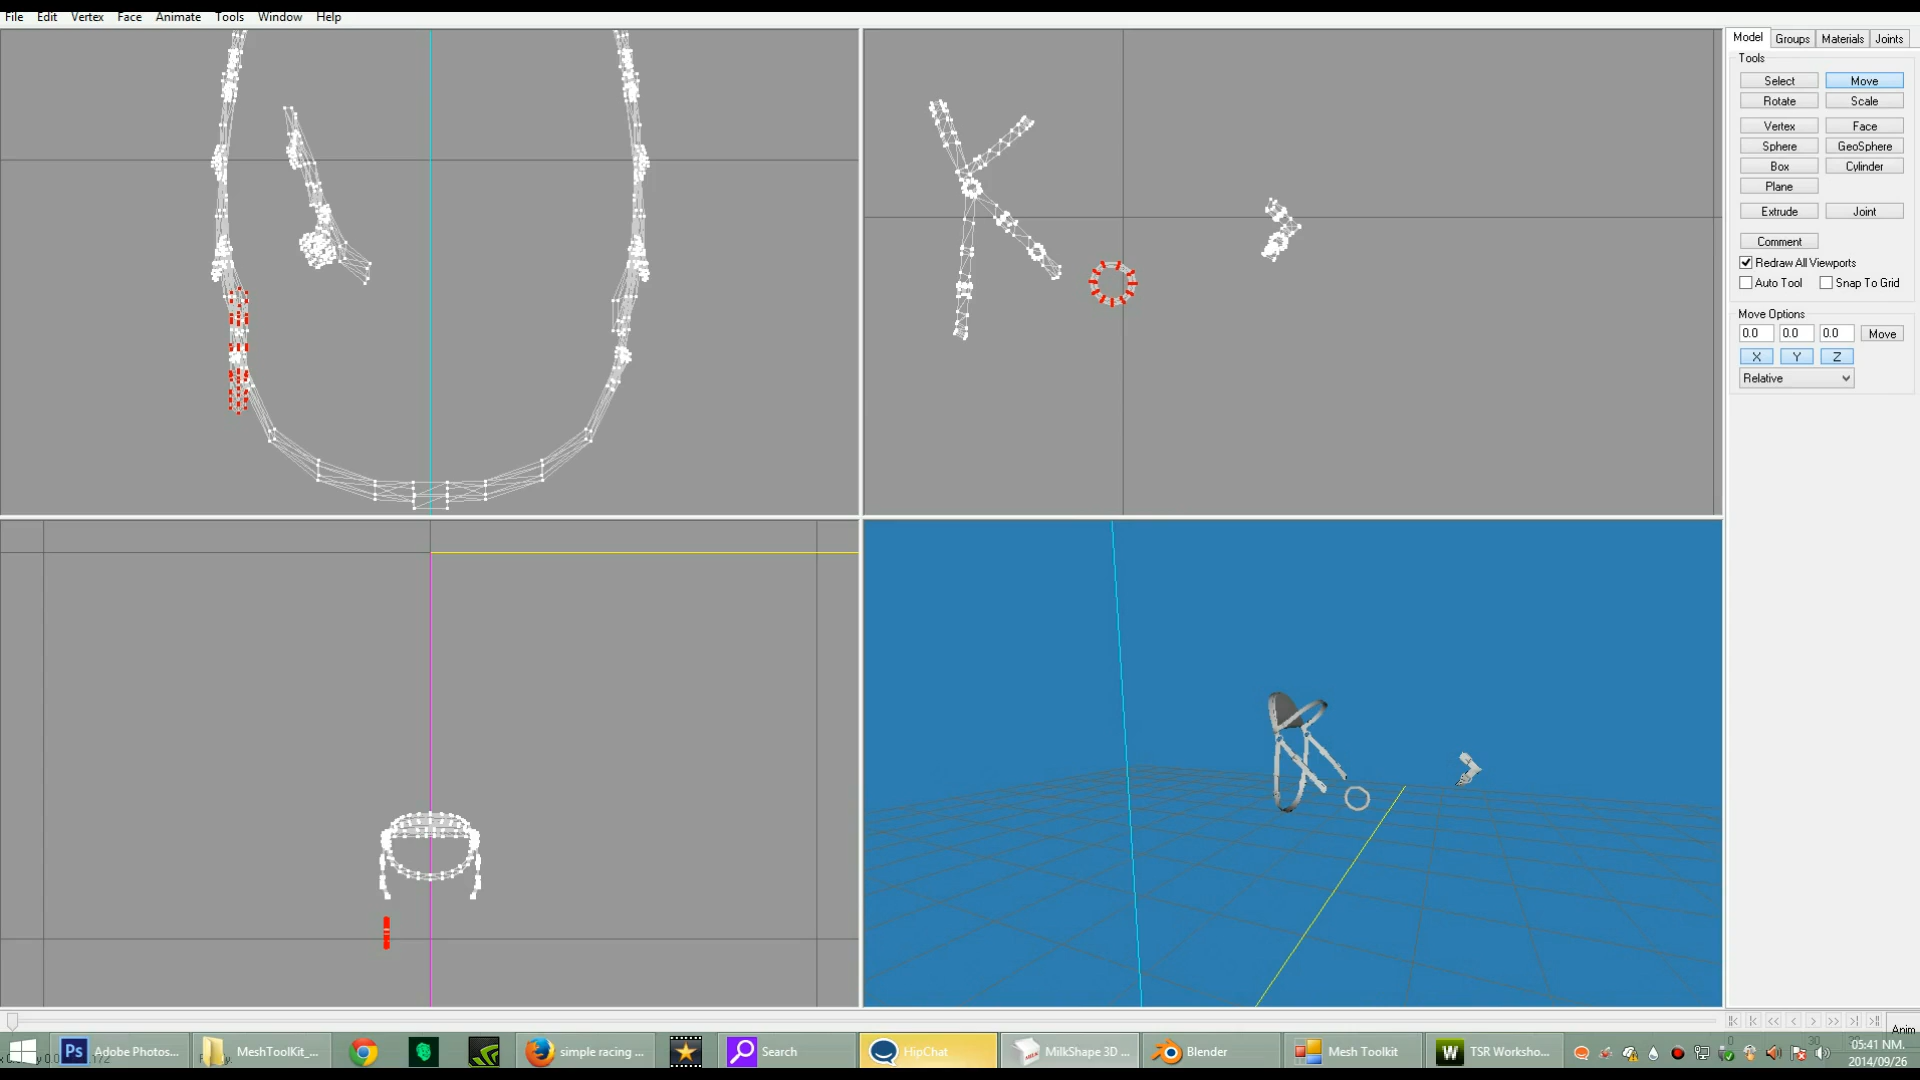 File Edit Vertex Face Animate Tools Window Help
Model Groups Materials Joints
Tools
Select Move
Rotate Scale
Vertex Face
Sphere GeoSphere
Box Cylinder
Plane
Extrude Joint
Comment
Redraw All Viewports
Auto Tool Snap To Grid
Move Options
0.0 0.0 0.0 Move
X Y Z
Relative
Anim
Adobe Photos... MeshToolKit_... simple racing ... Search HipChat MilkShape 3D ... Blender Mesh Toolkit TSR Worksho...
05:41 NM.
2014/09/26